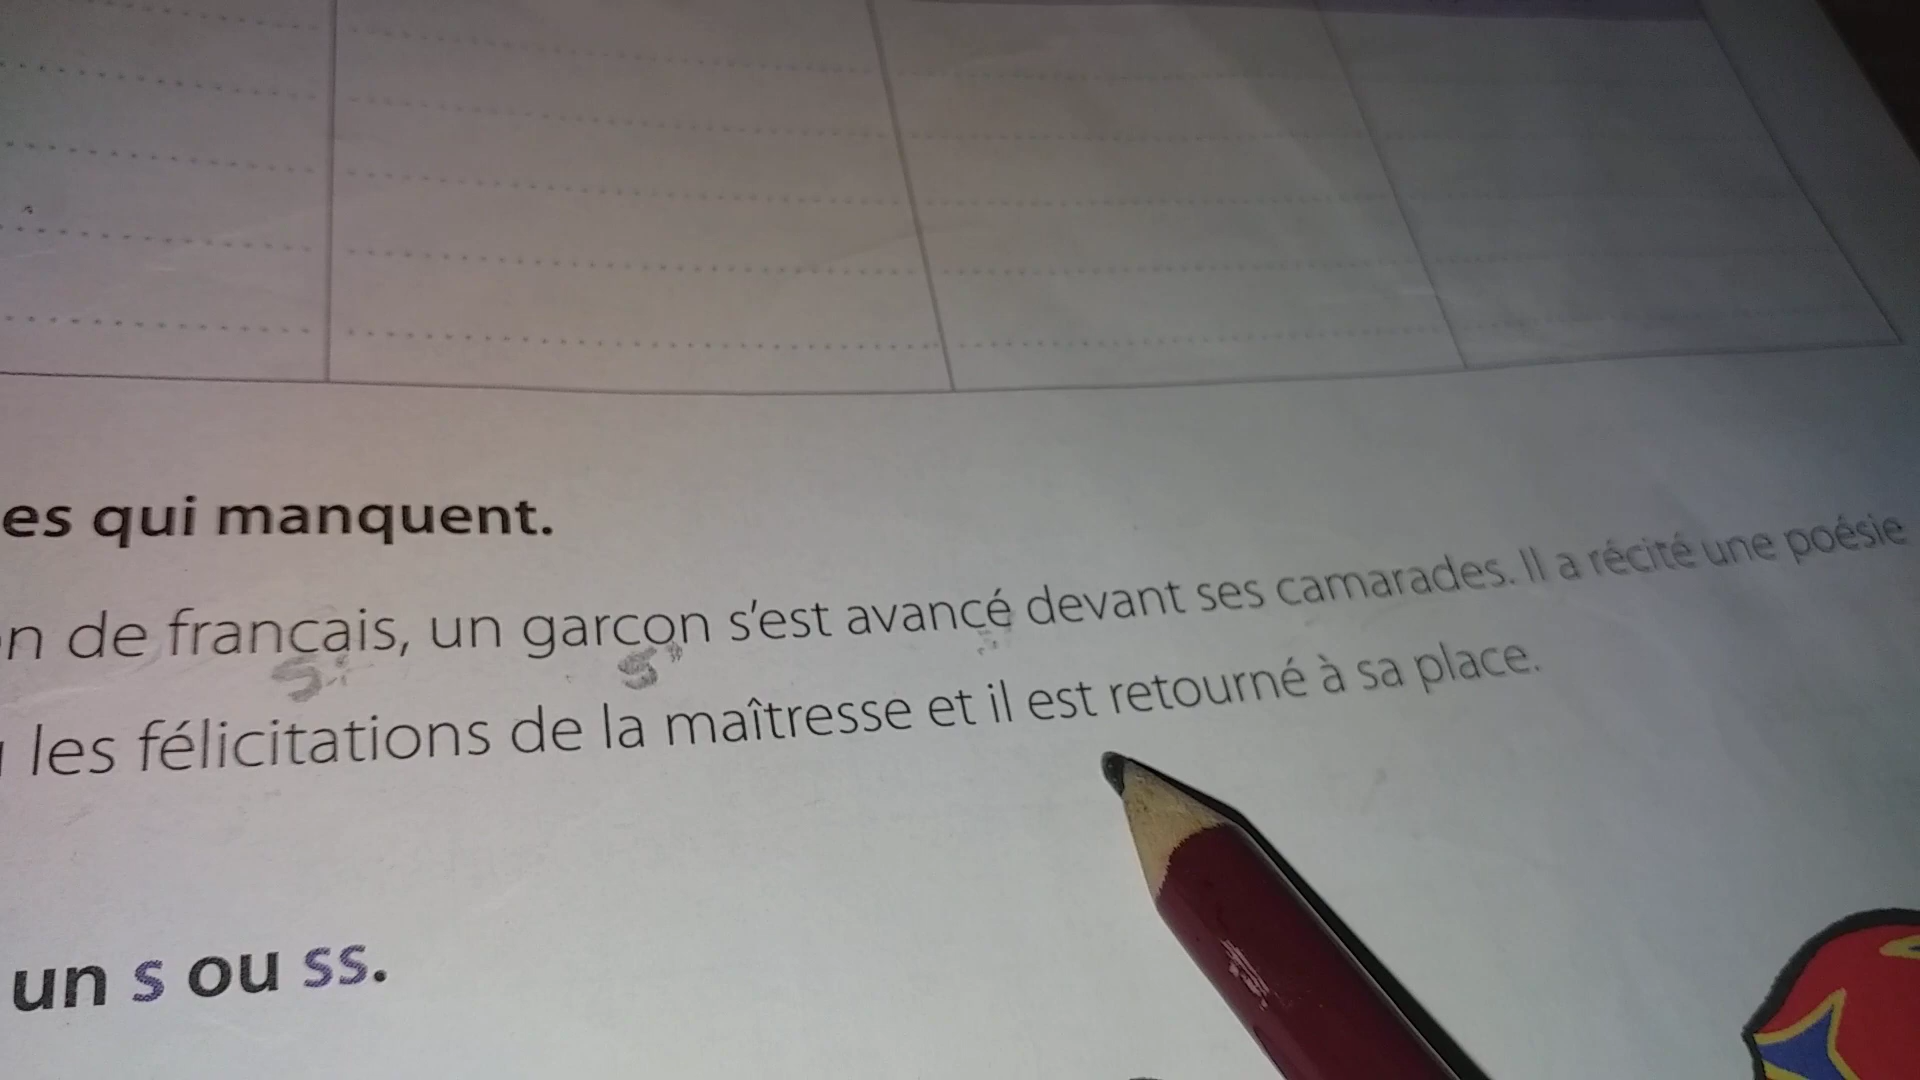 es qui manquent.
n de francais, un garcon s'est avancé devant ses camarades. Il a récité une poésie
les félicitations de la maîtresse et il est retourné à sa place.
un s ou ss.